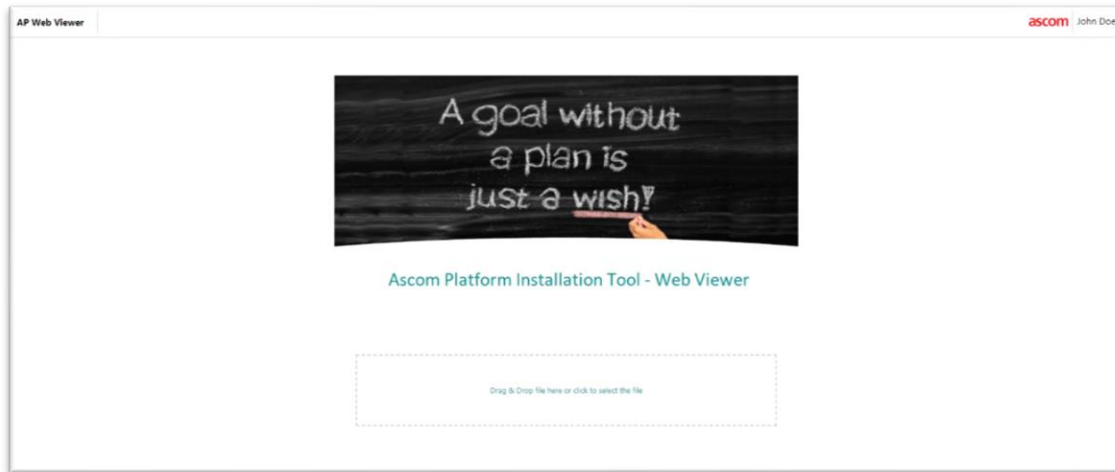 AP Web Viewer
ascom John Doe
A goal without
a plan is
just a wish!
Ascom Platform Installation Tool - Web Viewer
Drag & Drop file here or click to select the file